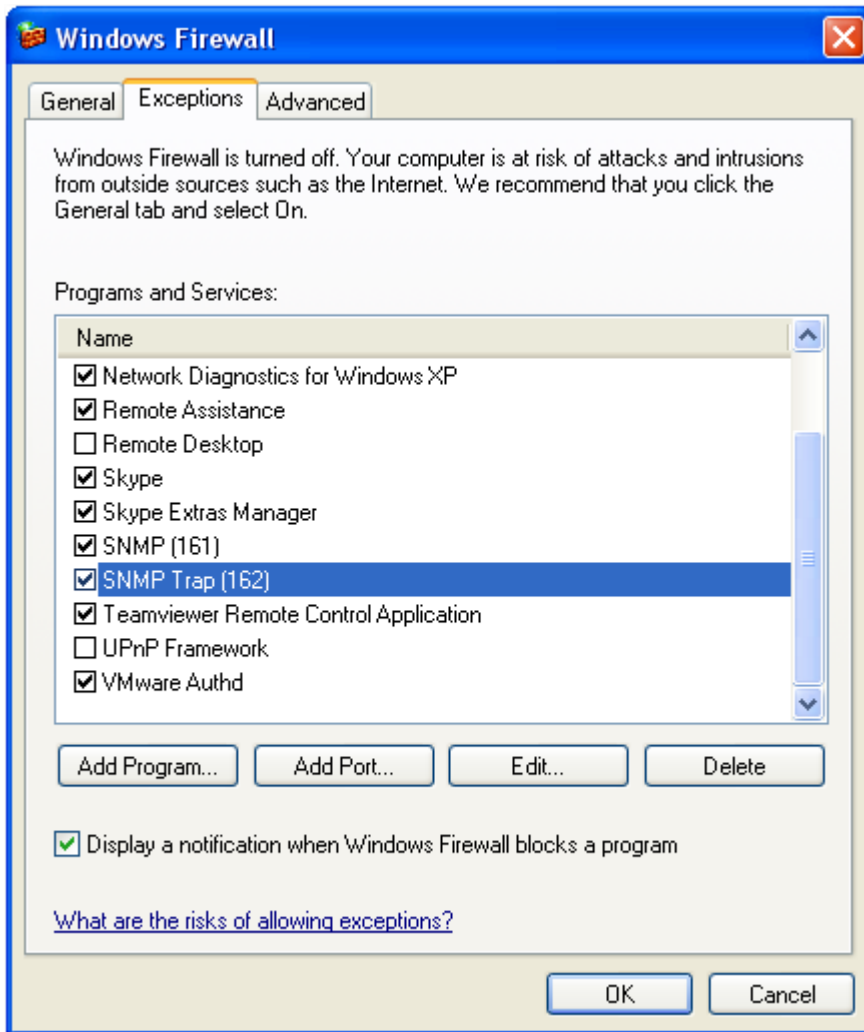 Windows Firewall
General
Exceptions
Advanced
Windows Firewall is turned off. Your computer is at risk of attacks and intrusions
from outside sources such as the Internet. We recommend that you click the
General tab and select On.
Programs and Services:
Name
Network Diagnostics for Windows XP
Remote Assistance
Remote Desktop
Skype
Skype Extras Manager
SNMP (161)
SNMP Trap (162)
Teamviewer Remote Control Application
UPnP Framework
VMware Authd
Add Program...
Add Port...
Edit...
Delete
Display a notification when Windows Firewall blocks a program
What are the risks of allowing exceptions?
OK
Cancel